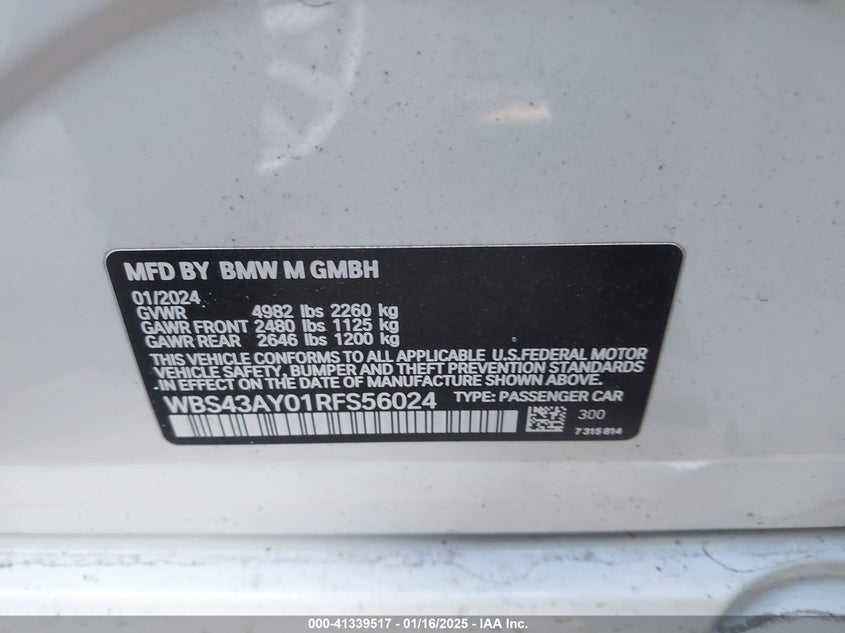 MFD BY BMW M GMBH
01/2024
GVWR 4982 lbs 2260 kg
GAWR FRONT 2480 lbs 1125 kg
GAWR REAR 2646 lbs 1200 kg
THIS VEHICLE CONFORMS TO ALL APPLICABLE U.S.FEDERAL MOTOR
VEHICLE SAFETY, BUMPER AND THEFT PREVENTION STANDARDS
IN EFFECT ON THE DATE OF MANUFACTURE SHOWN ABOVE.
WBS43AY01RFS56024 TYPE: PASSENGER CAR
300
7315814
000-41339517 - 01/16/2025 - IAA Inc.